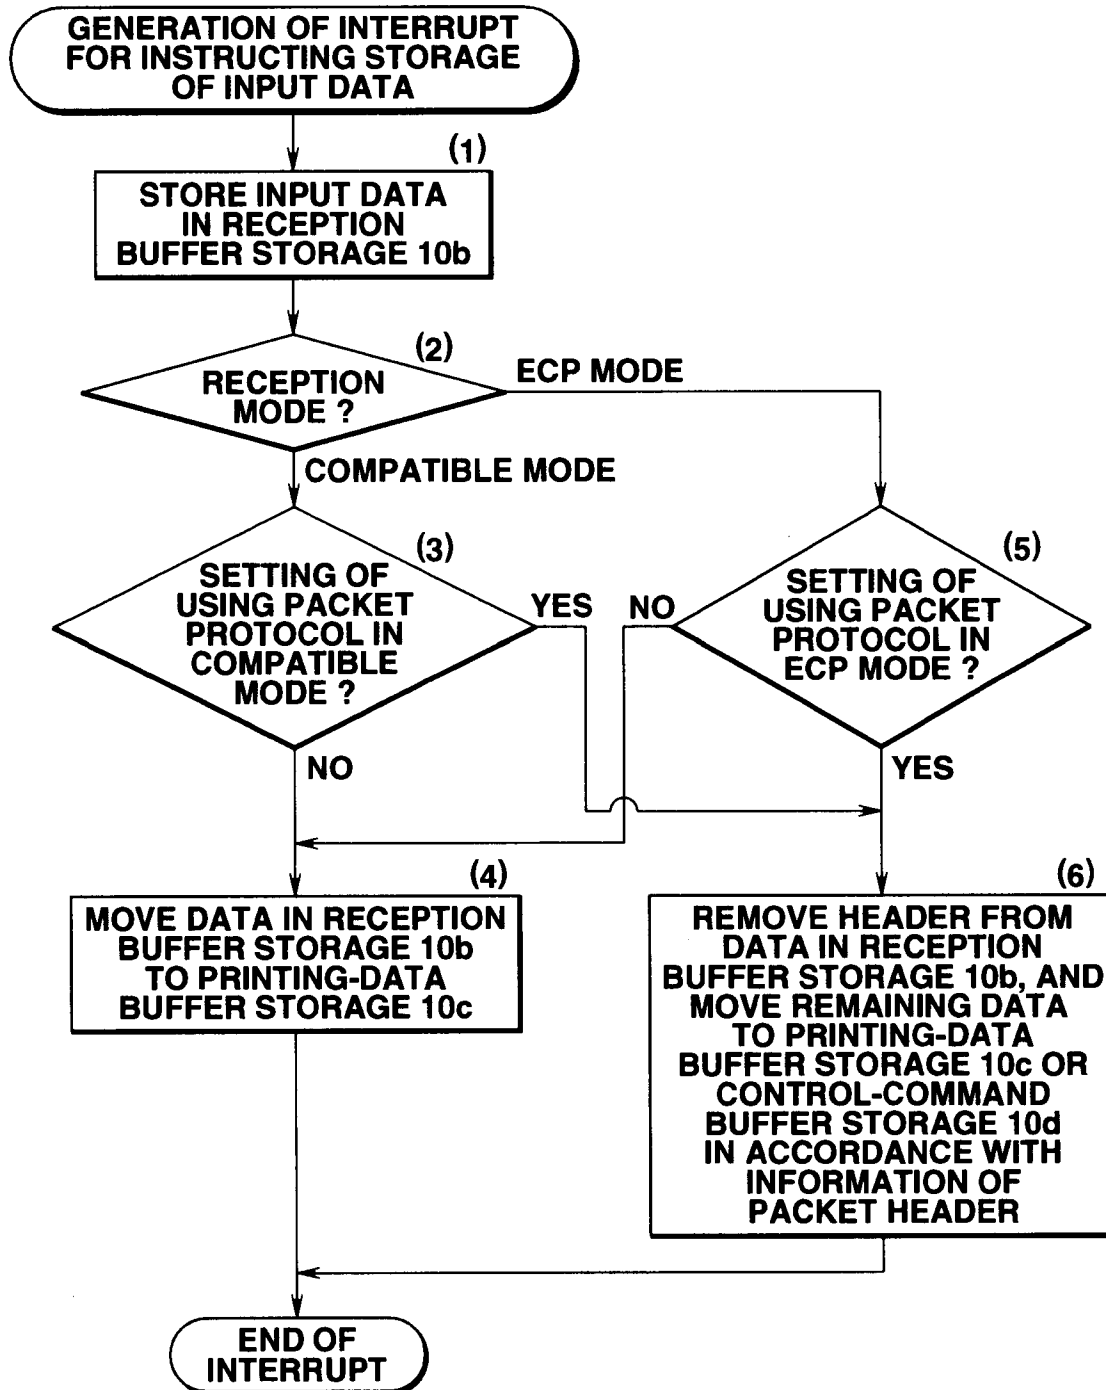 GENERATION OF INTERRUPT
FOR INSTRUCTING STORAGE
OF INPUT DATA
(1)
STORE INPUT DATA
IN RECEPTION
BUFFER STORAGE 10b
(2)
RECEPTION
MODE ?
ECP MODE
COMPATIBLE MODE
(3)
SETTING OF
USING PACKET
PROTOCOL IN
COMPATIBLE
MODE ?
YES
NO
(5)
SETTING OF
USING PACKET
PROTOCOL IN
ECP MODE ?
NO
YES
(4)
MOVE DATA IN RECEPTION
BUFFER STORAGE 10b
TO PRINTING-DATA
BUFFER STORAGE 10c
(6)
REMOVE HEADER FROM
DATA IN RECEPTION
BUFFER STORAGE 10b, AND
MOVE REMAINING DATA
TO PRINTING-DATA
BUFFER STORAGE 10c OR
CONTROL-COMMAND
BUFFER STORAGE 10d
IN ACCORDANCE WITH
INFORMATION OF
PACKET HEADER
END OF
INTERRUPT